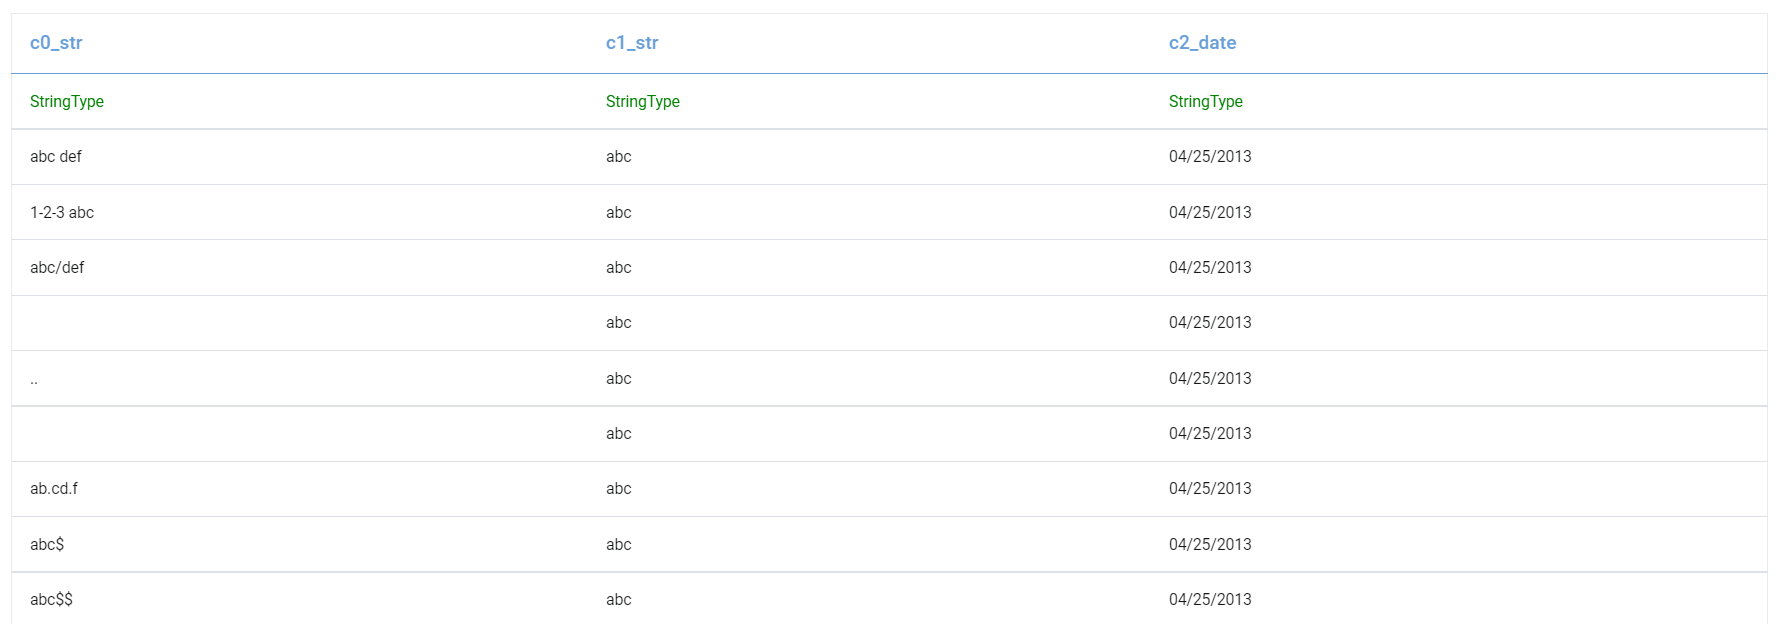 c0_str c1_str c2_date
StringType StringType StringType
abc def abc 04/25/2013
1-2-3 abc abc 04/25/2013
abc/def abc 04/25/2013
abc 04/25/2013
.. abc 04/25/2013
abc 04/25/2013
ab.cd.f abc 04/25/2013
abc$ abc 04/25/2013
abc$$ abc 04/25/2013